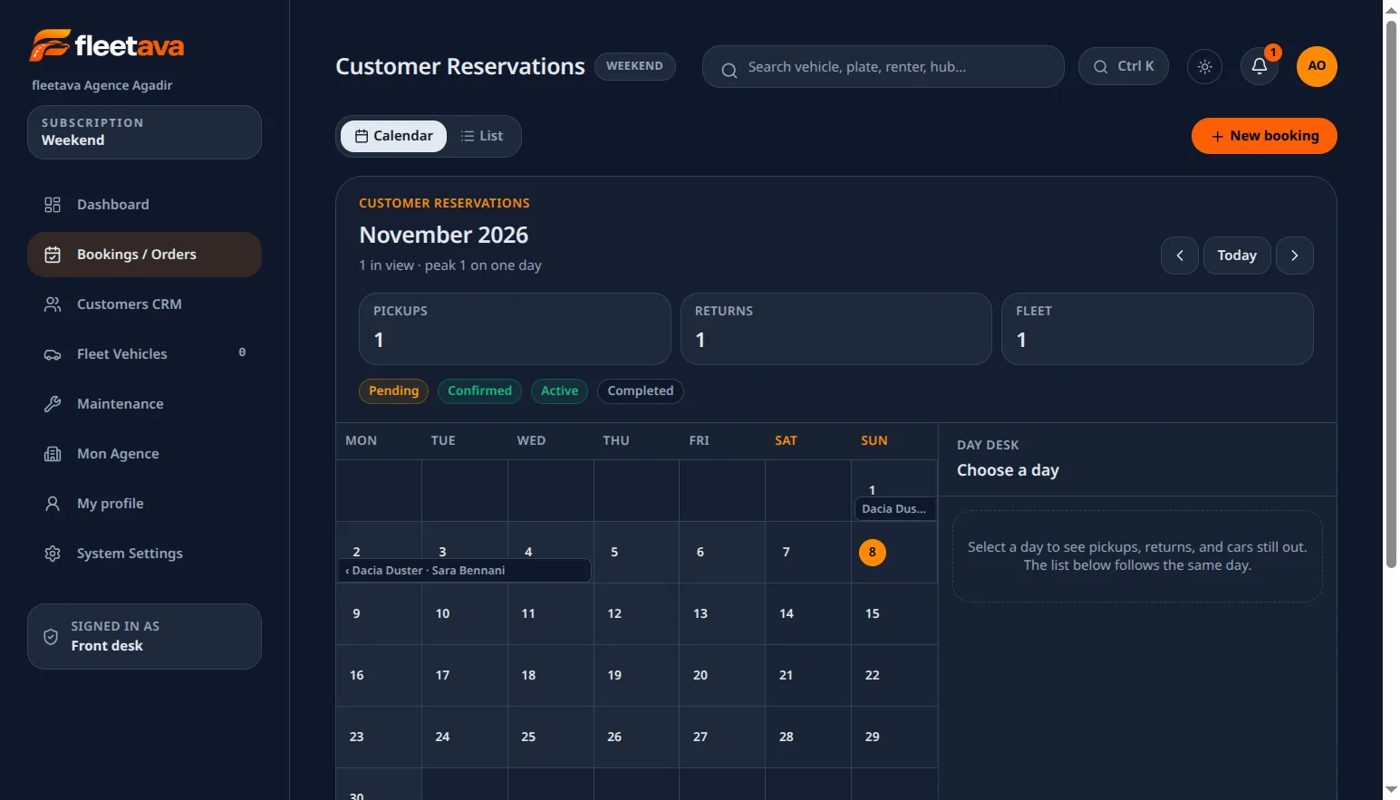 fleetava
fleetava Agence Agadir
SUBSCRIPTION
Weekend
Dashboard
Bookings / Orders
Customers CRM
Fleet Vehicles 0
Maintenance
Mon Agence
My profile
System Settings
SIGNED IN AS
Front desk
Customer Reservations WEEKEND Search vehicle, plate, renter, hub... Ctrl K 1 AO
Calendar List + New booking
CUSTOMER RESERVATIONS
November 2026
1 in view · peak 1 on one day
Today
PICKUPS RETURNS FLEET
1 1 1
Pending Confirmed Active Completed
MON TUE WED THU FRI SAT SUN
1
Dacia Dus...
2 3 4 5 6 7 8
‹ Dacia Duster · Sara Bennani
9 10 11 12 13 14 15
16 17 18 19 20 21 22
23 24 25 26 27 28 29
30
DAY DESK
Choose a day
Select a day to see pickups, returns, and cars still out.
The list below follows the same day.